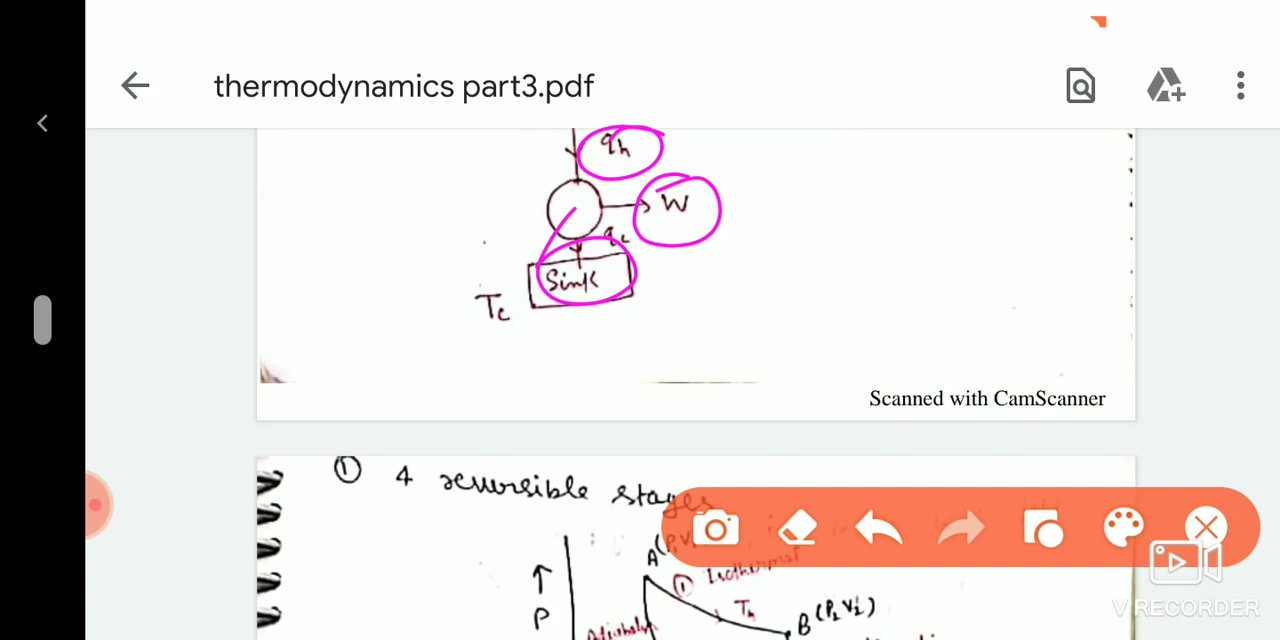 thermodynamics part3.pdf
qh
W
qc
Sink
Tc
Scanned with CamScanner
① 4 reversible stages
A(P,V
① Isothermal
Th
P
B(P2 V2)
V RECORDER